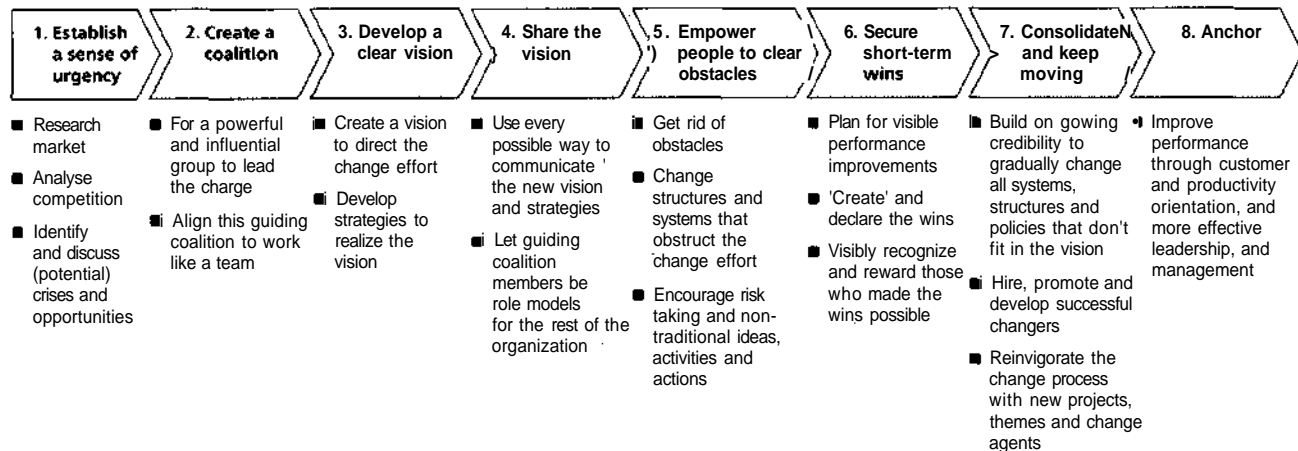 1. Establish
a sense of
urgency
2. Create a
coalition
3. Develop a
clear vision
4. Share the
vision
5. Empower
people to clear
obstacles
6. Secure
short-term
wins
7. Consolidate
and keep
moving
8. Anchor
■ Research
market
■ Analyse
competition
■ Identify
and discuss
(potential)
crises and
opportunities
■ For a powerful
and influential
group to lead
the charge
■ Align this guiding
coalition to work
like a team
■ Create a vision
to direct the
change effort
■ Develop
strategies to
realize the
vision
■ Use every
possible way to
communicate
the new vision
and strategies
■ Let guiding
coalition
members be
role models
for the rest of the
organization
■ Get rid of
obstacles
■ Change
structures and
systems that
obstruct the
change effort
■ Encourage risk
taking and non-
traditional ideas,
activities and
actions
■ Plan for visible
performance
improvements
■ 'Create' and
declare the wins
■ Visibly recognize
and reward those
who made the
wins possible
■ Build on gowing
credibility to
gradually change
all systems,
structures and
policies that don't
fit in the vision
■ Hire, promote and
develop successful
changers
■ Reinvigorate the
change process
with new projects,
themes and change
agents
■ Improve
performance
through customer
and productivity
orientation, and
more effective
leadership, and
management